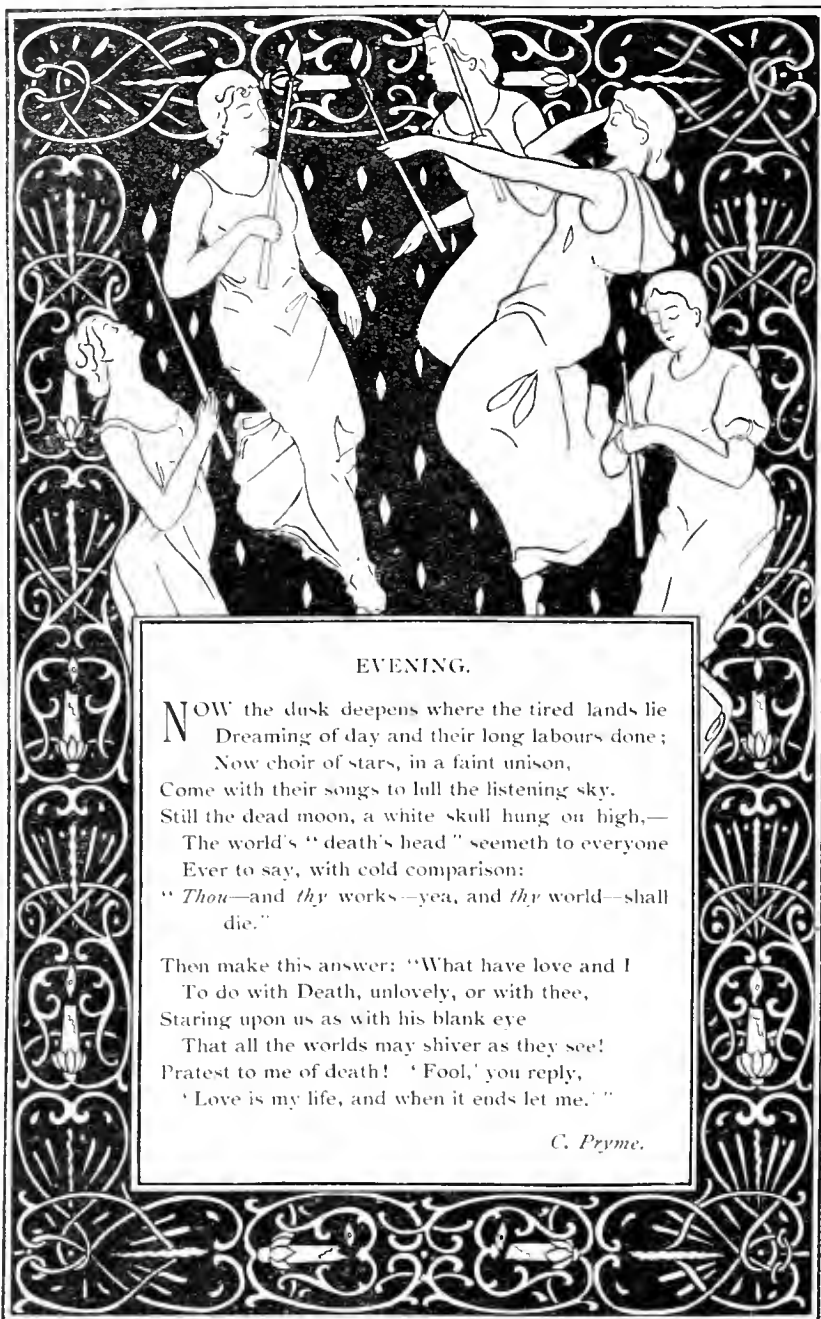 EVENING.
NOW the dusk deepens where the tired lands lie
Dreaming of day and their long labours done;
Now choir of stars, in a faint unison,
Come with their songs to lull the listening sky.
Still the dead moon, a white skull hung on high,—
The world's "death's head" seemeth to everyone
Ever to say, with cold comparison:
"Thou—and thy works—yea, and thy world—shall
die."
Then make this answer: "What have love and I
To do with Death, unlovely, or with thee,
Staring upon us as with his blank eye
That all the worlds may shiver as they see!
Pratest to me of death! 'Fool,' you reply,
'Love is my life, and when it ends let me.'"
C. Pryme.